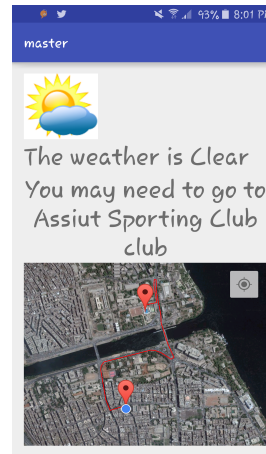 93% 8:01 P
master
The weather is Clear
You may need to go to
Assiut Sporting Club
club